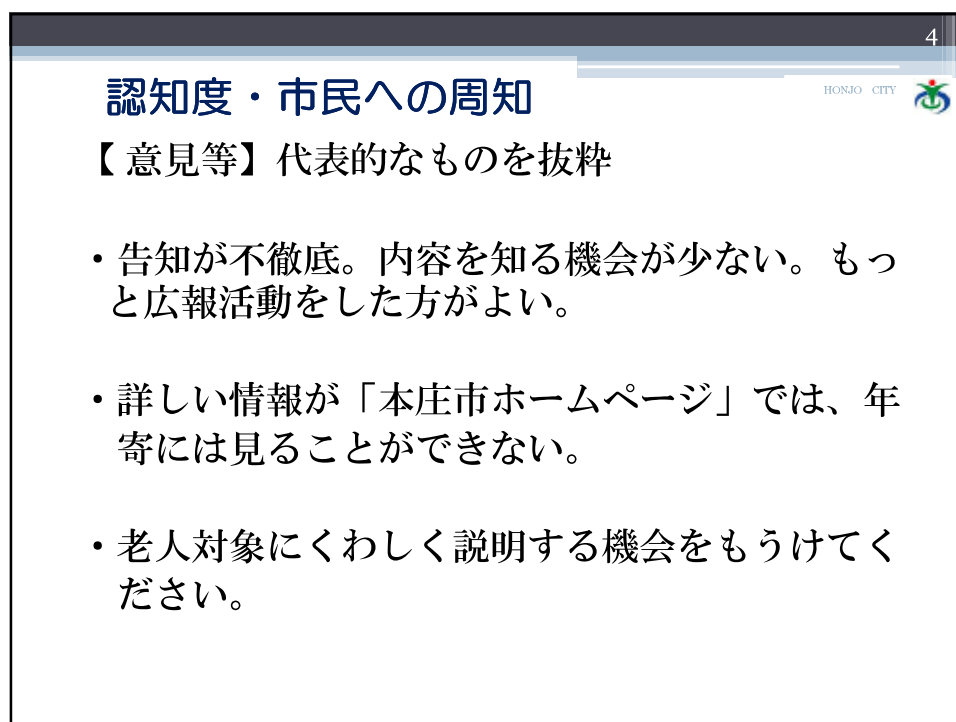 4
認知度・市民への周知
HONJO CITY
【 意見等】代表的なものを抜粋
・告知が不徹底。内容を知る機会が少ない。もっ
と広報活動をした方がよい。
・詳しい情報が「本庄市ホームページ」では、年
寄には見ることができない。
・老人対象にくわしく説明する機会をもうけてく
ださい。